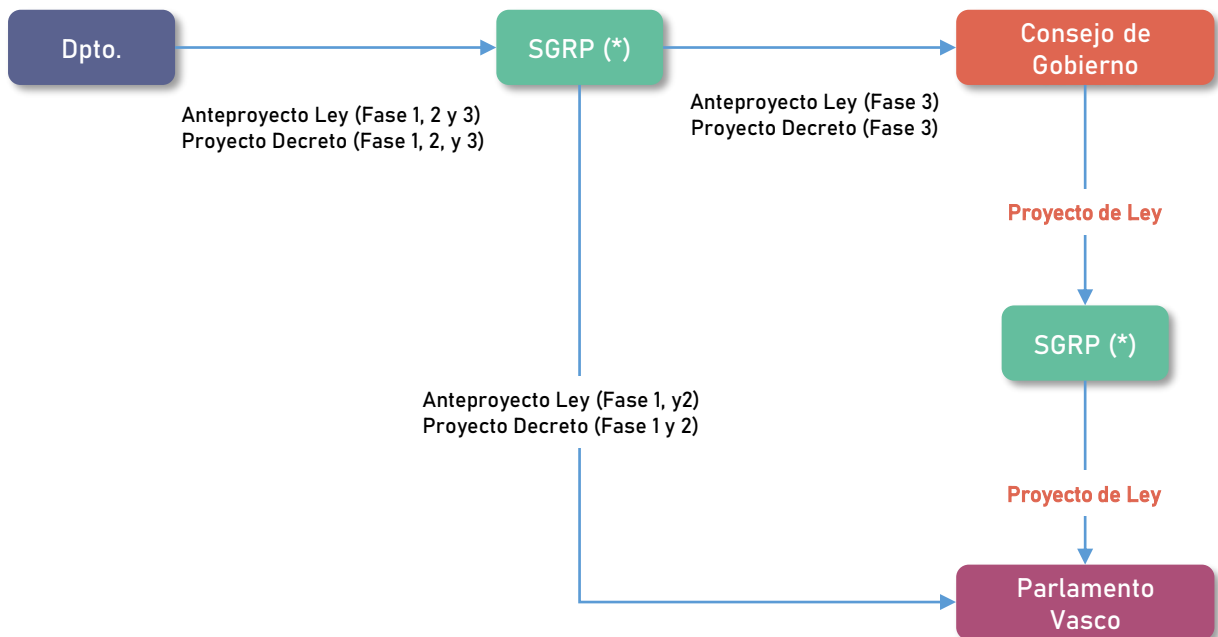 Dpto.
SGRP (*)
Consejo de
Gobierno
Anteproyecto Ley (Fase 1, 2 y 3)
Proyecto Decreto (Fase 1, 2, y 3)
Anteproyecto Ley (Fase 3)
Proyecto Decreto (Fase 3)
Proyecto de Ley
SGRP (*)
Anteproyecto Ley (Fase 1, y2)
Proyecto Decreto (Fase 1 y 2)
Proyecto de Ley
Parlamento
Vasco